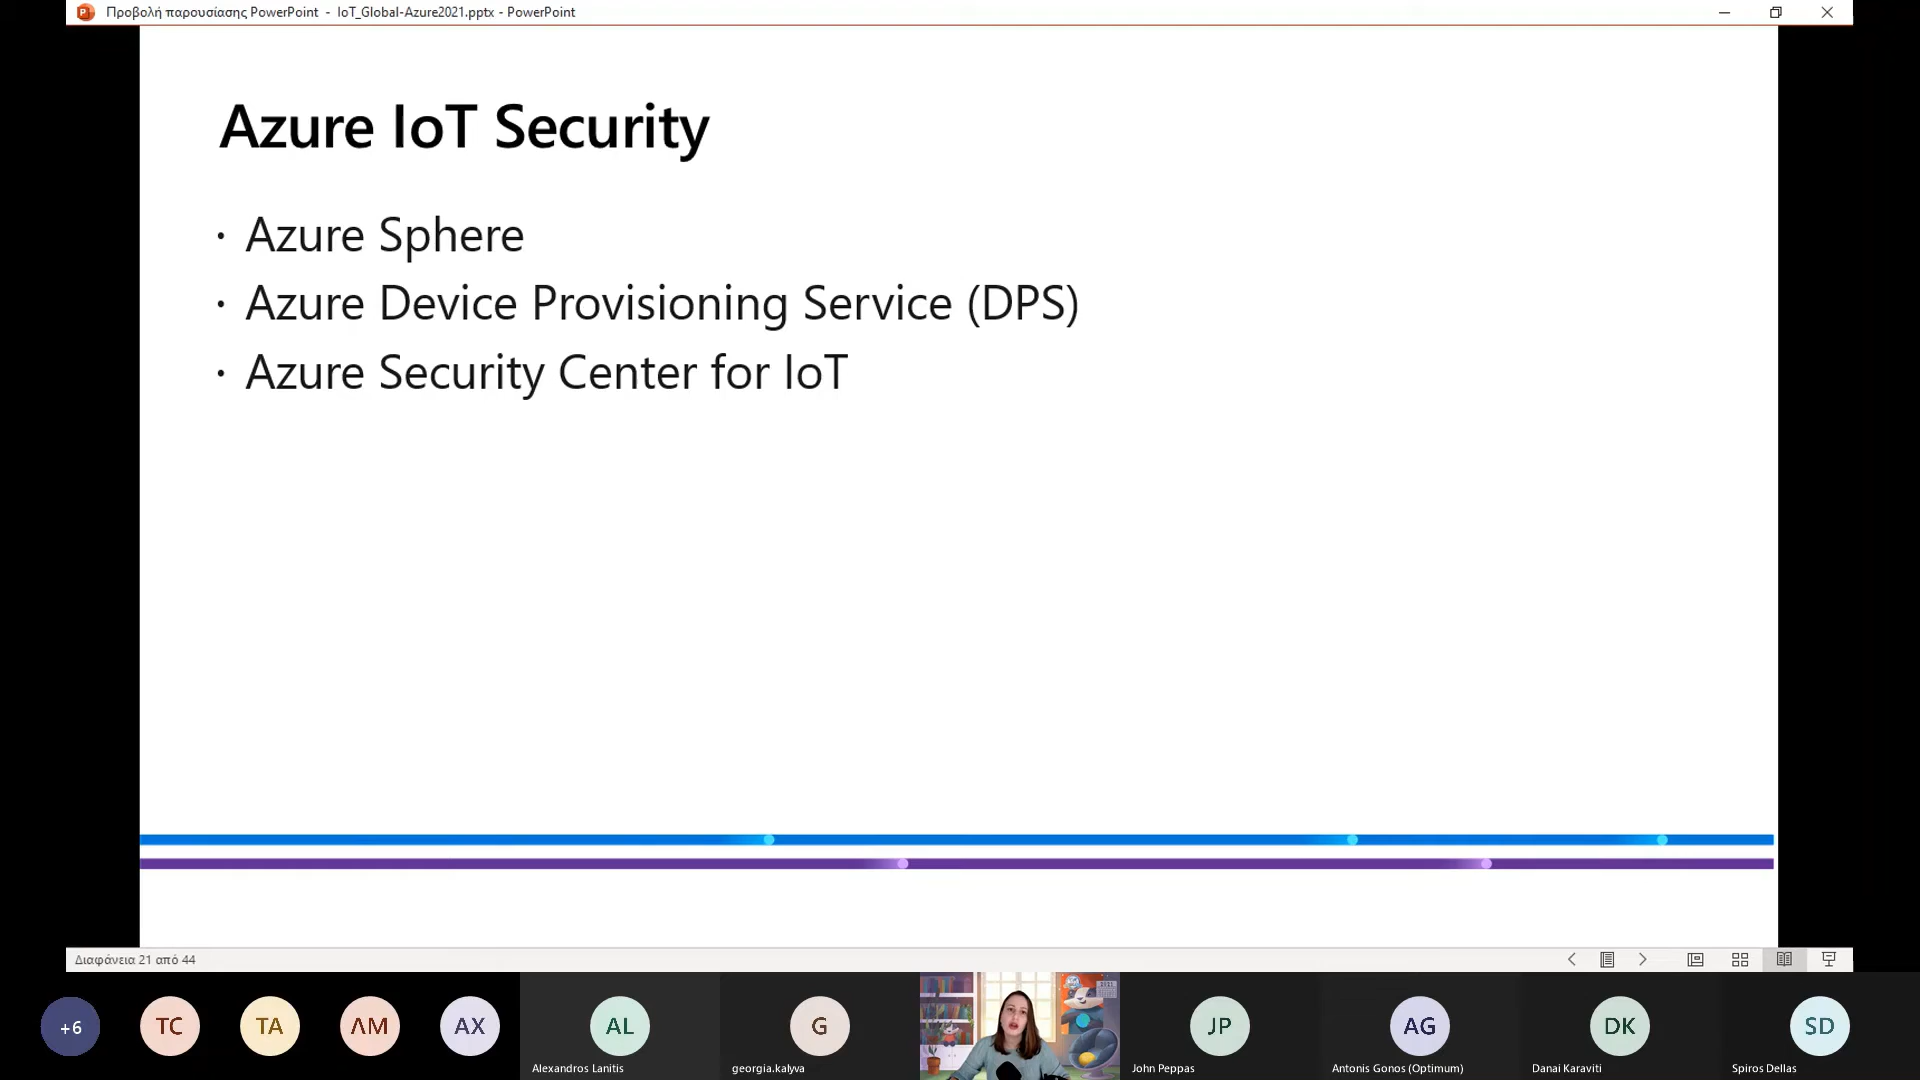 Προβολή παρουσίασης PowerPoint - IoT_Global-Azure2021.pptx - PowerPoint
Azure IoT Security
· Azure Sphere
· Azure Device Provisioning Service (DPS)
· Azure Security Center for IoT
Διαφάνεια 21 από 44
+6
TC
TA
ΛΜ
AX
AL
G
JP
AG
DK
SD
Alexandros Lanitis
georgia.kalyva
John Peppas
Antonis Gonos (Optimum)
Danai Karaviti
Spiros Dellas